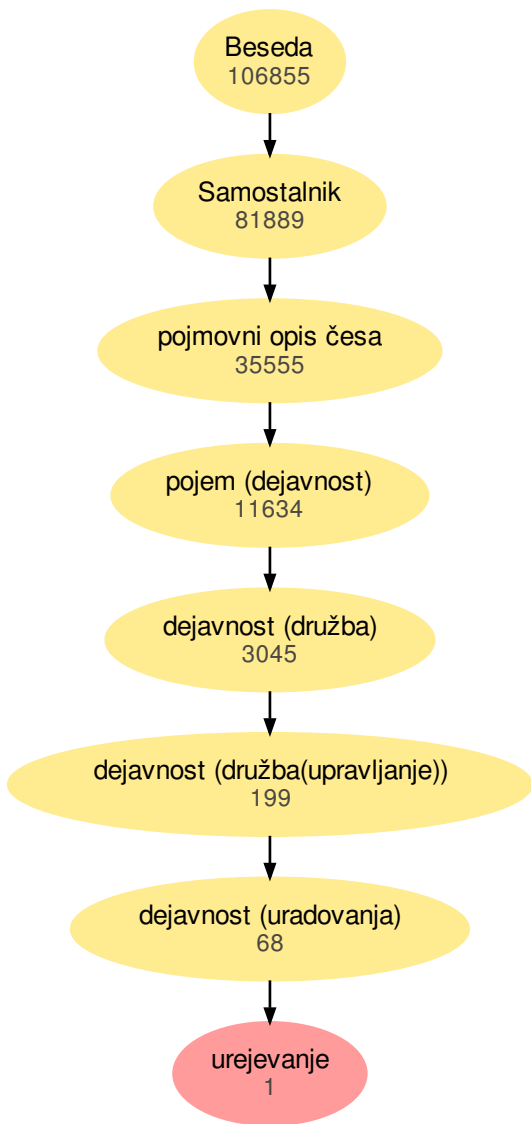 Beseda
106855
Samostalnik
81889
pojmovni opis česa
35555
pojem (dejavnost)
11634
dejavnost (družba)
3045
dejavnost (družba(upravljanje))
199
dejavnost (uradovanja)
68
urejevanje
1